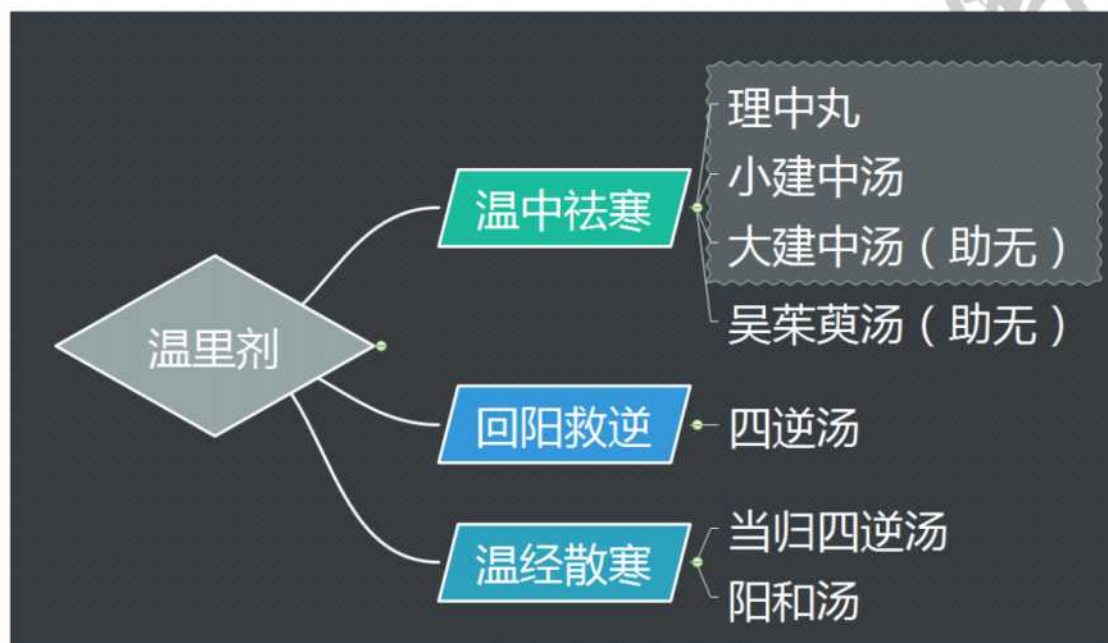 温里剂
温中祛寒
理中丸
小建中汤
大建中汤（助无）
吴茱萸汤（助无）
回阳救逆
四逆汤
温经散寒
当归四逆汤
阳和汤